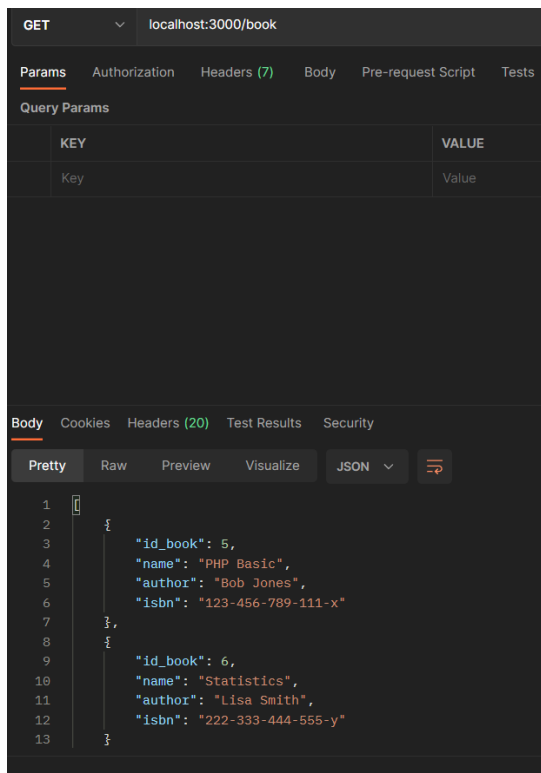 GET localhost:3000/book
Params Authorization Headers (7) Body Pre-request Script Tests
Query Params
KEY VALUE
Key Value
Body Cookies Headers (20) Test Results Security
Pretty Raw Preview Visualize JSON
1 [
2 {
3 "id_book": 5,
4 "name": "PHP Basic",
5 "author": "Bob Jones",
6 "isbn": "123-456-789-111-x"
7 },
8 {
9 "id_book": 6,
10 "name": "Statistics",
11 "author": "Lisa Smith",
12 "isbn": "222-333-444-555-y"
13 }